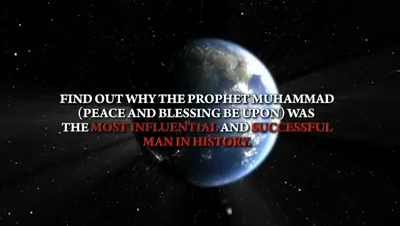 FIND OUT WHY THE PROPHET MUHAMMAD
(PEACE AND BLESSING BE UPON) WAS
THE MOST INFLUENTIAL AND SUCCESSFUL
MAN IN HISTORY.